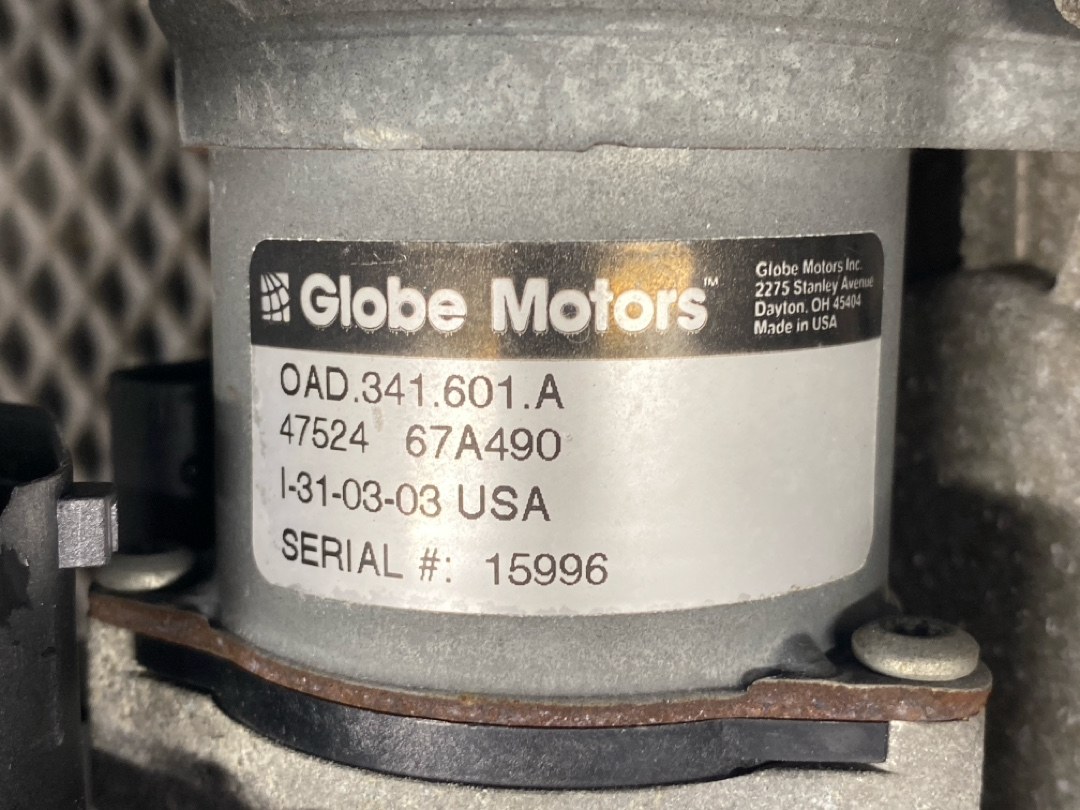 Globe Motors™
Globe Motors Inc.
2275 Stanley Avenue
Dayton, OH 45404
Made in USA
OAD.341.601.A
47524 67A490
I-31-03-03 USA
SERIAL #: 15996